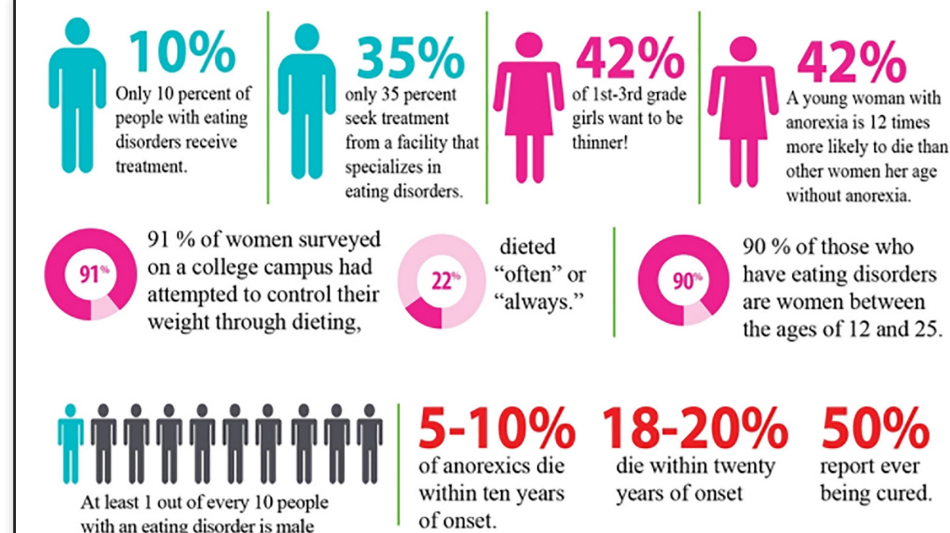 10%
Only 10 percent of
people with eating
disorders receive
treatment.
35%
only 35 percent
seek treatment
from a facility that
specializes in
eating disorders.
42%
of 1st-3rd grade
girls want to be
thinner!
42%
A young woman with
anorexia is 12 times
more likely to die than
other women her age
without anorexia.
91%
91 % of women surveyed
on a college campus had
attempted to control their
weight through dieting,
22%
dieted
“often” or
“always.”
90%
90 % of those who
have eating disorders
are women between
the ages of 12 and 25.
At least 1 out of every 10 people
with an eating disorder is male
5-10%
of anorexics die
within ten years
of onset.
18-20%
die within twenty
years of onset
50%
report ever
being cured.